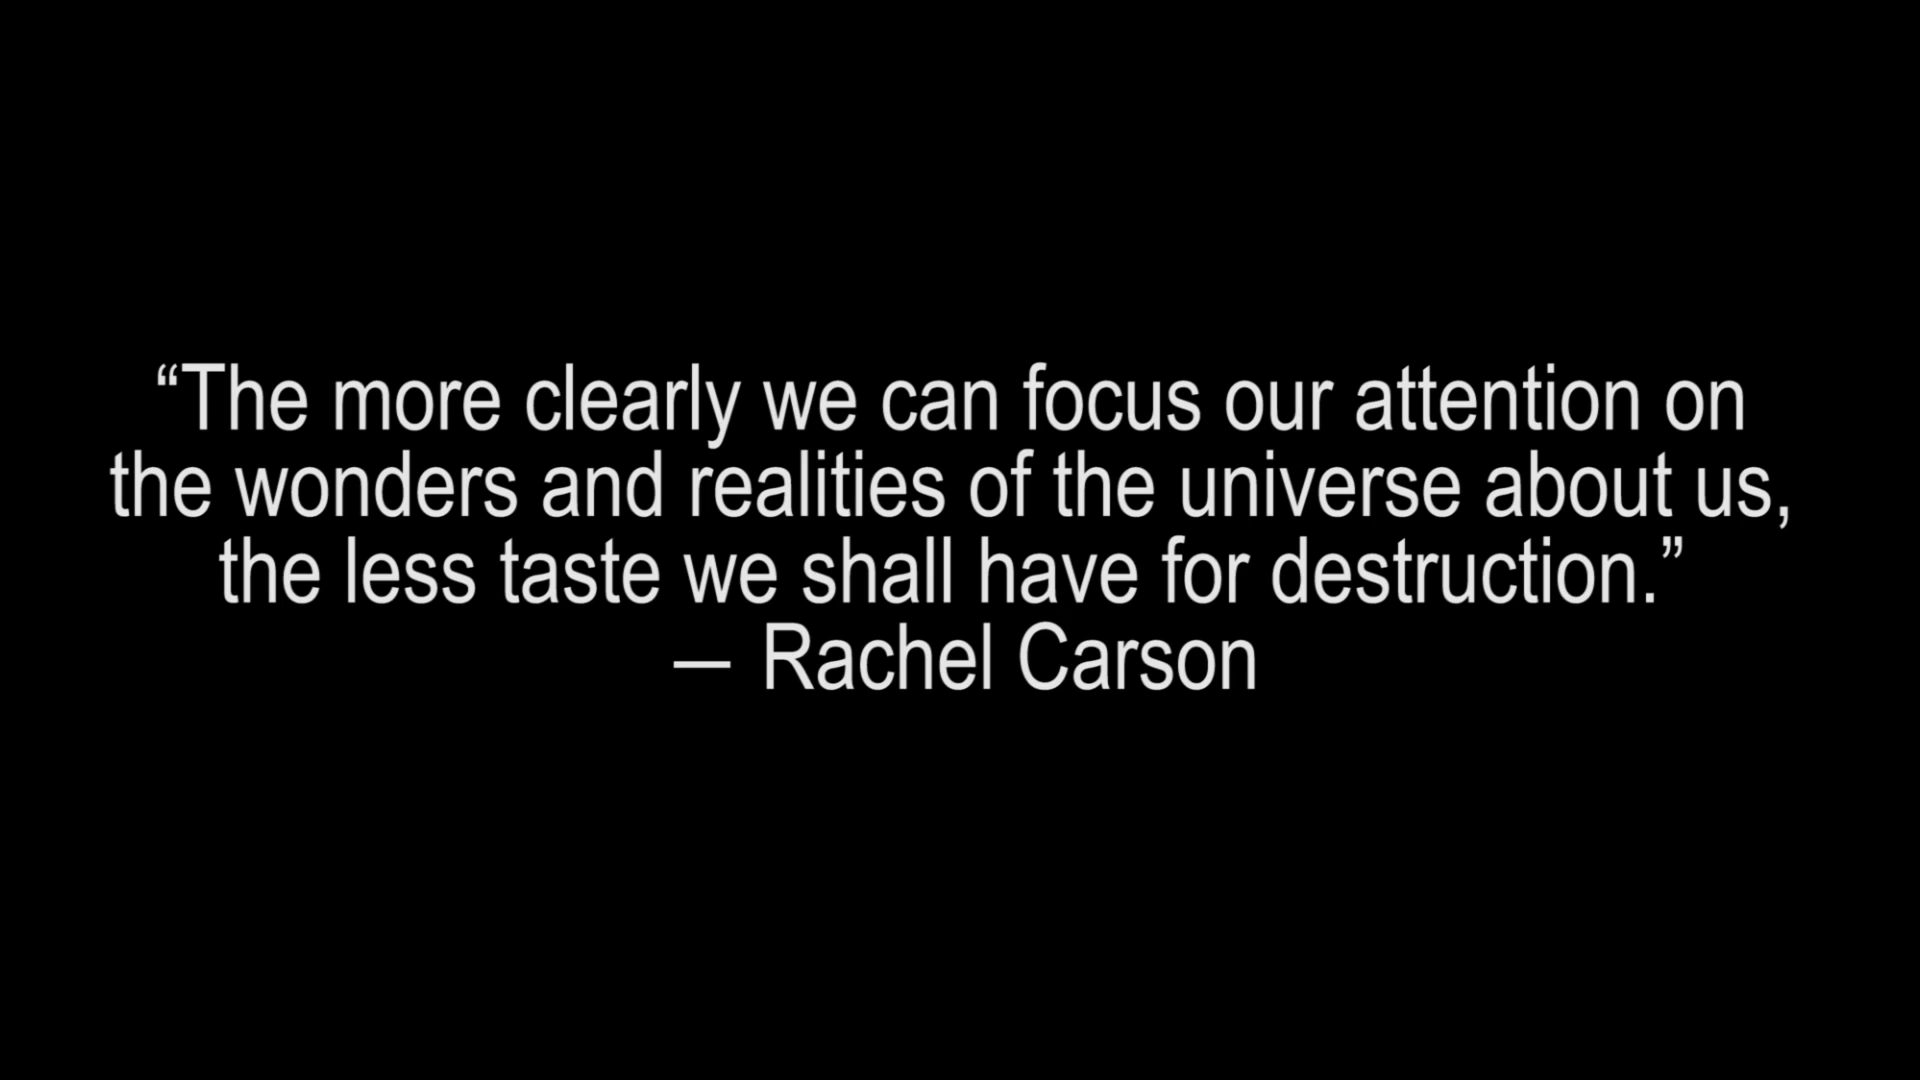 “The more clearly we can focus our attention on
the wonders and realities of the universe about us,
the less taste we shall have for destruction.”
— Rachel Carson